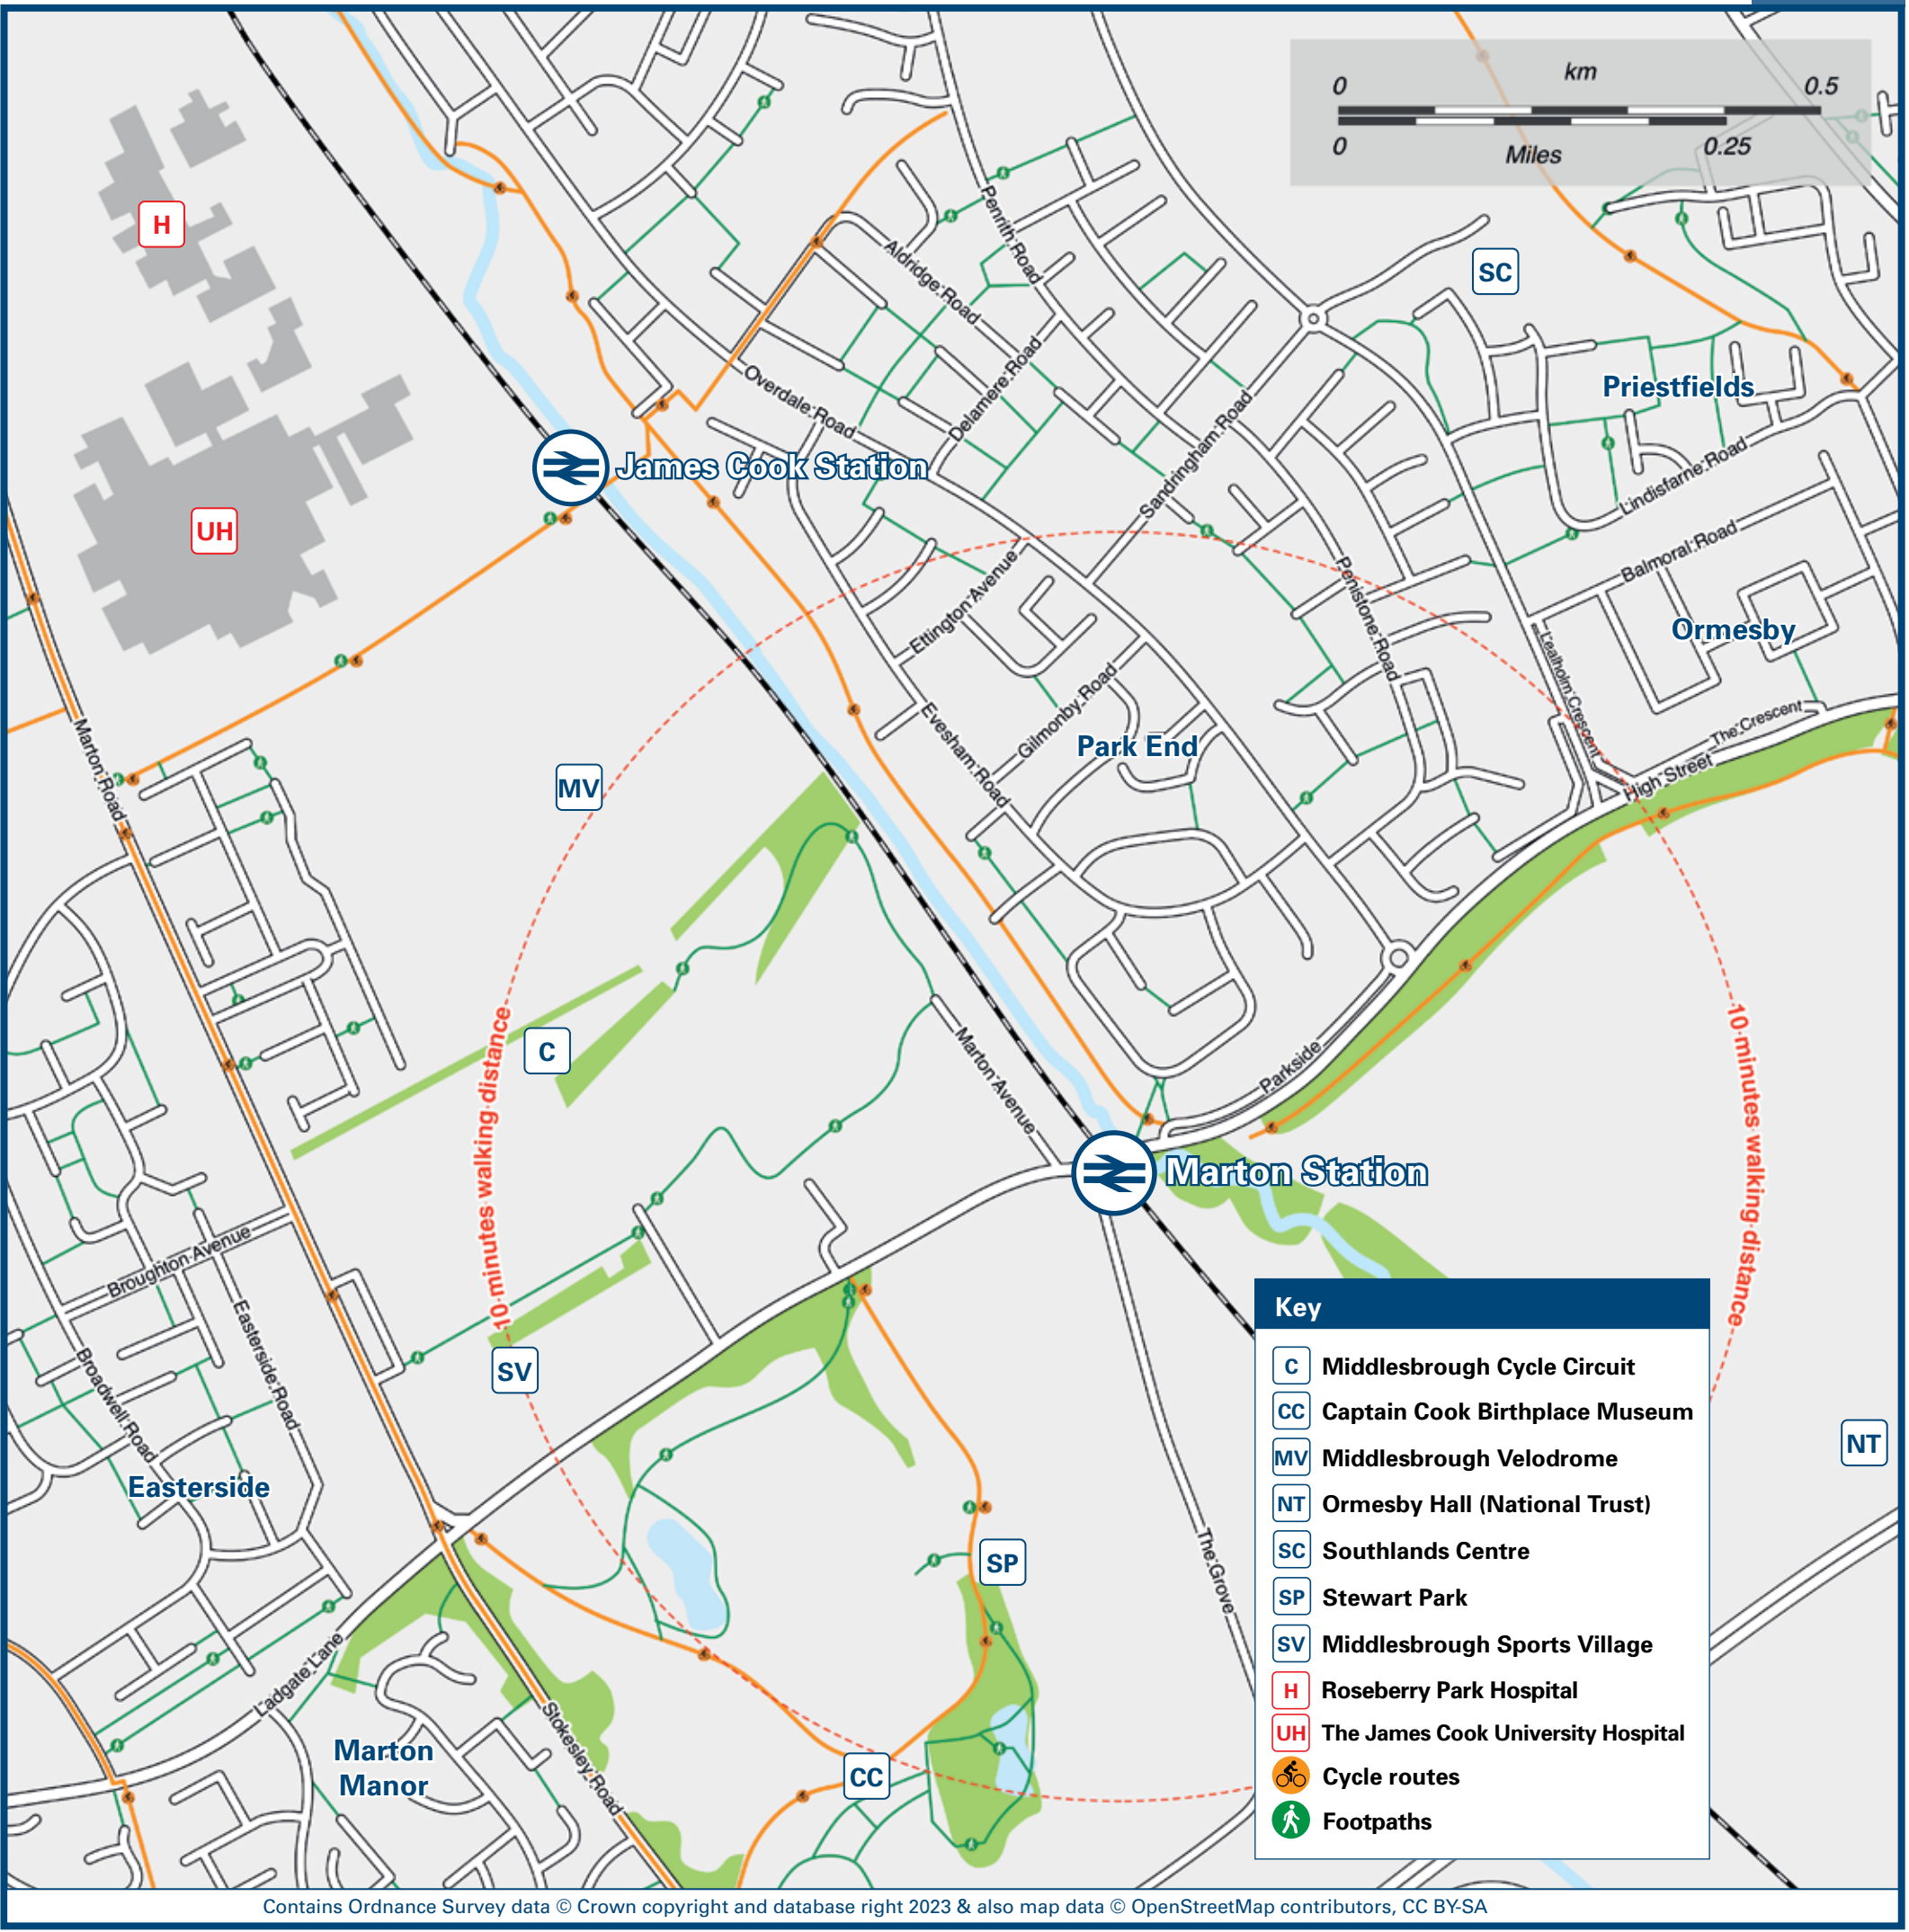 km
0
0.5
0
Miles
0.25
H
Penrith Road
Aldridge Road
SC
Priestfields
Overdale Road
Delamere Road
Sandringham Road
James Cook Station
Lindisfarne Road
UH
Balmoral Road
Ettington Avenue
Penistone Road
Ormesby
Lealholm Crescent
Marton Road
Evesham Road
Gilmonby Road
Park End
The Crescent
High Street
MV
C
10 minutes walking distance
Marton Avenue
Parkside
10 minutes walking distance
Marton Station
Broughton Avenue
Easterside Road
Broadwell Road
SV
Easterside
NT
The Grove
SP
Ladgate Lane
Stokesley Road
Marton
Manor
CC
Key
C Middlesbrough Cycle Circuit
CC Captain Cook Birthplace Museum
MV Middlesbrough Velodrome
NT Ormesby Hall (National Trust)
SC Southlands Centre
SP Stewart Park
SV Middlesbrough Sports Village
H Roseberry Park Hospital
UH The James Cook University Hospital
Cycle routes
Footpaths
Contains Ordnance Survey data © Crown copyright and database right 2023 & also map data © OpenStreetMap contributors, CC BY-SA